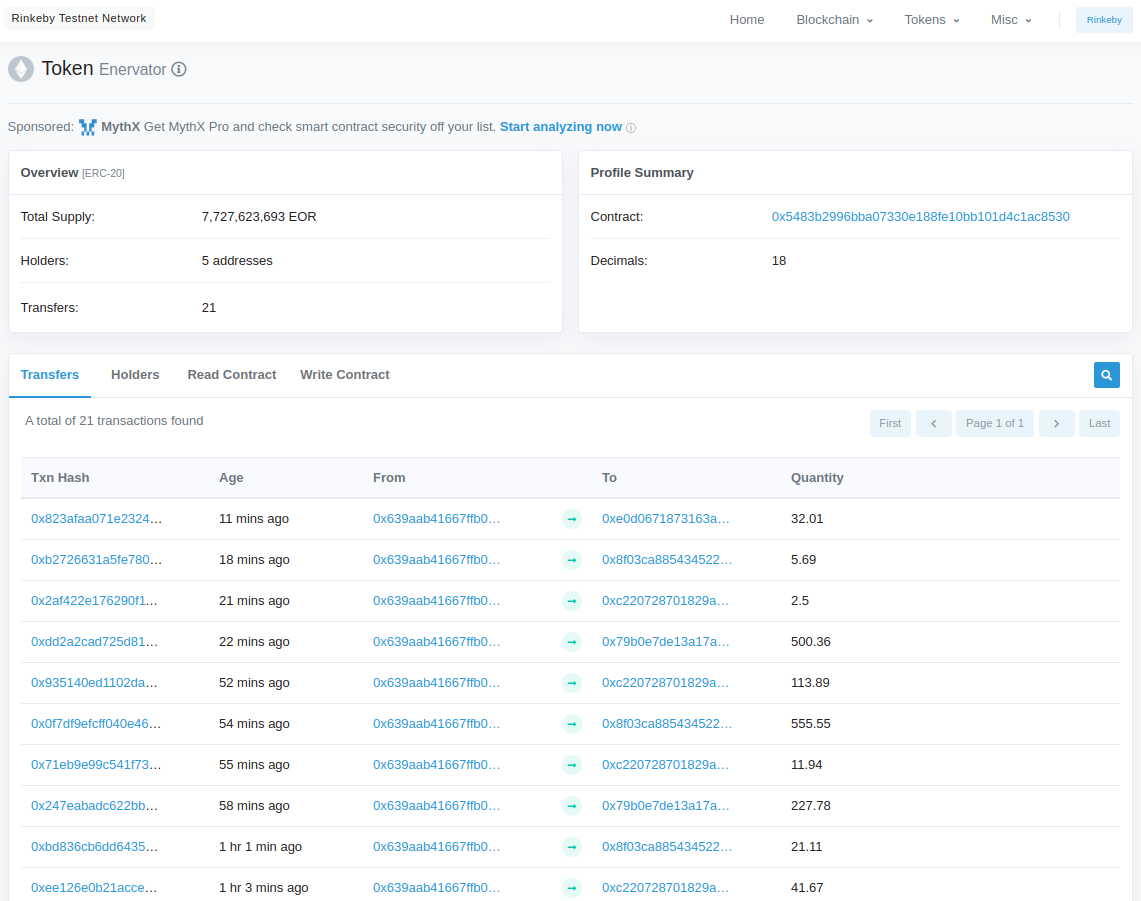 Rinkeby Testnet Network
Home Blockchain Tokens Misc Rinkeby
Token Enervator
Sponsored: MythX Get MythX Pro and check smart contract security off your list. Start analyzing now
Overview [ERC-20]
Total Supply: 7,727,623,693 EOR
Holders: 5 addresses
Transfers: 21
Profile Summary
Contract: 0x5483b2996bba07330e188fe10bb101d4c1ac8530
Decimals: 18
Transfers Holders Read Contract Write Contract
A total of 21 transactions found
First Page 1 of 1 Last
Txn Hash Age From To Quantity
0x823afaa071e2324... 11 mins ago 0x639aab41667ffb0... 0xe0d0671873163a... 32.01
0xb2726631a5fe780... 18 mins ago 0x639aab41667ffb0... 0x8f03ca885434522... 5.69
0x2af422e176290f1... 21 mins ago 0x639aab41667ffb0... 0xc220728701829a... 2.5
0xdd2a2cad725d81... 22 mins ago 0x639aab41667ffb0... 0x79b0e7de13a17a... 500.36
0x935140ed1102da... 52 mins ago 0x639aab41667ffb0... 0xc220728701829a... 113.89
0x0f7df9efcff040e46... 54 mins ago 0x639aab41667ffb0... 0x8f03ca885434522... 555.55
0x71eb9e99c541f73... 55 mins ago 0x639aab41667ffb0... 0xc220728701829a... 11.94
0x247eabadc622bb... 58 mins ago 0x639aab41667ffb0... 0x79b0e7de13a17a... 227.78
0xbd836cb6dd6435... 1 hr 1 min ago 0x639aab41667ffb0... 0x8f03ca885434522... 21.11
0xee126e0b21acce... 1 hr 3 mins ago 0x639aab41667ffb0... 0xc220728701829a... 41.67